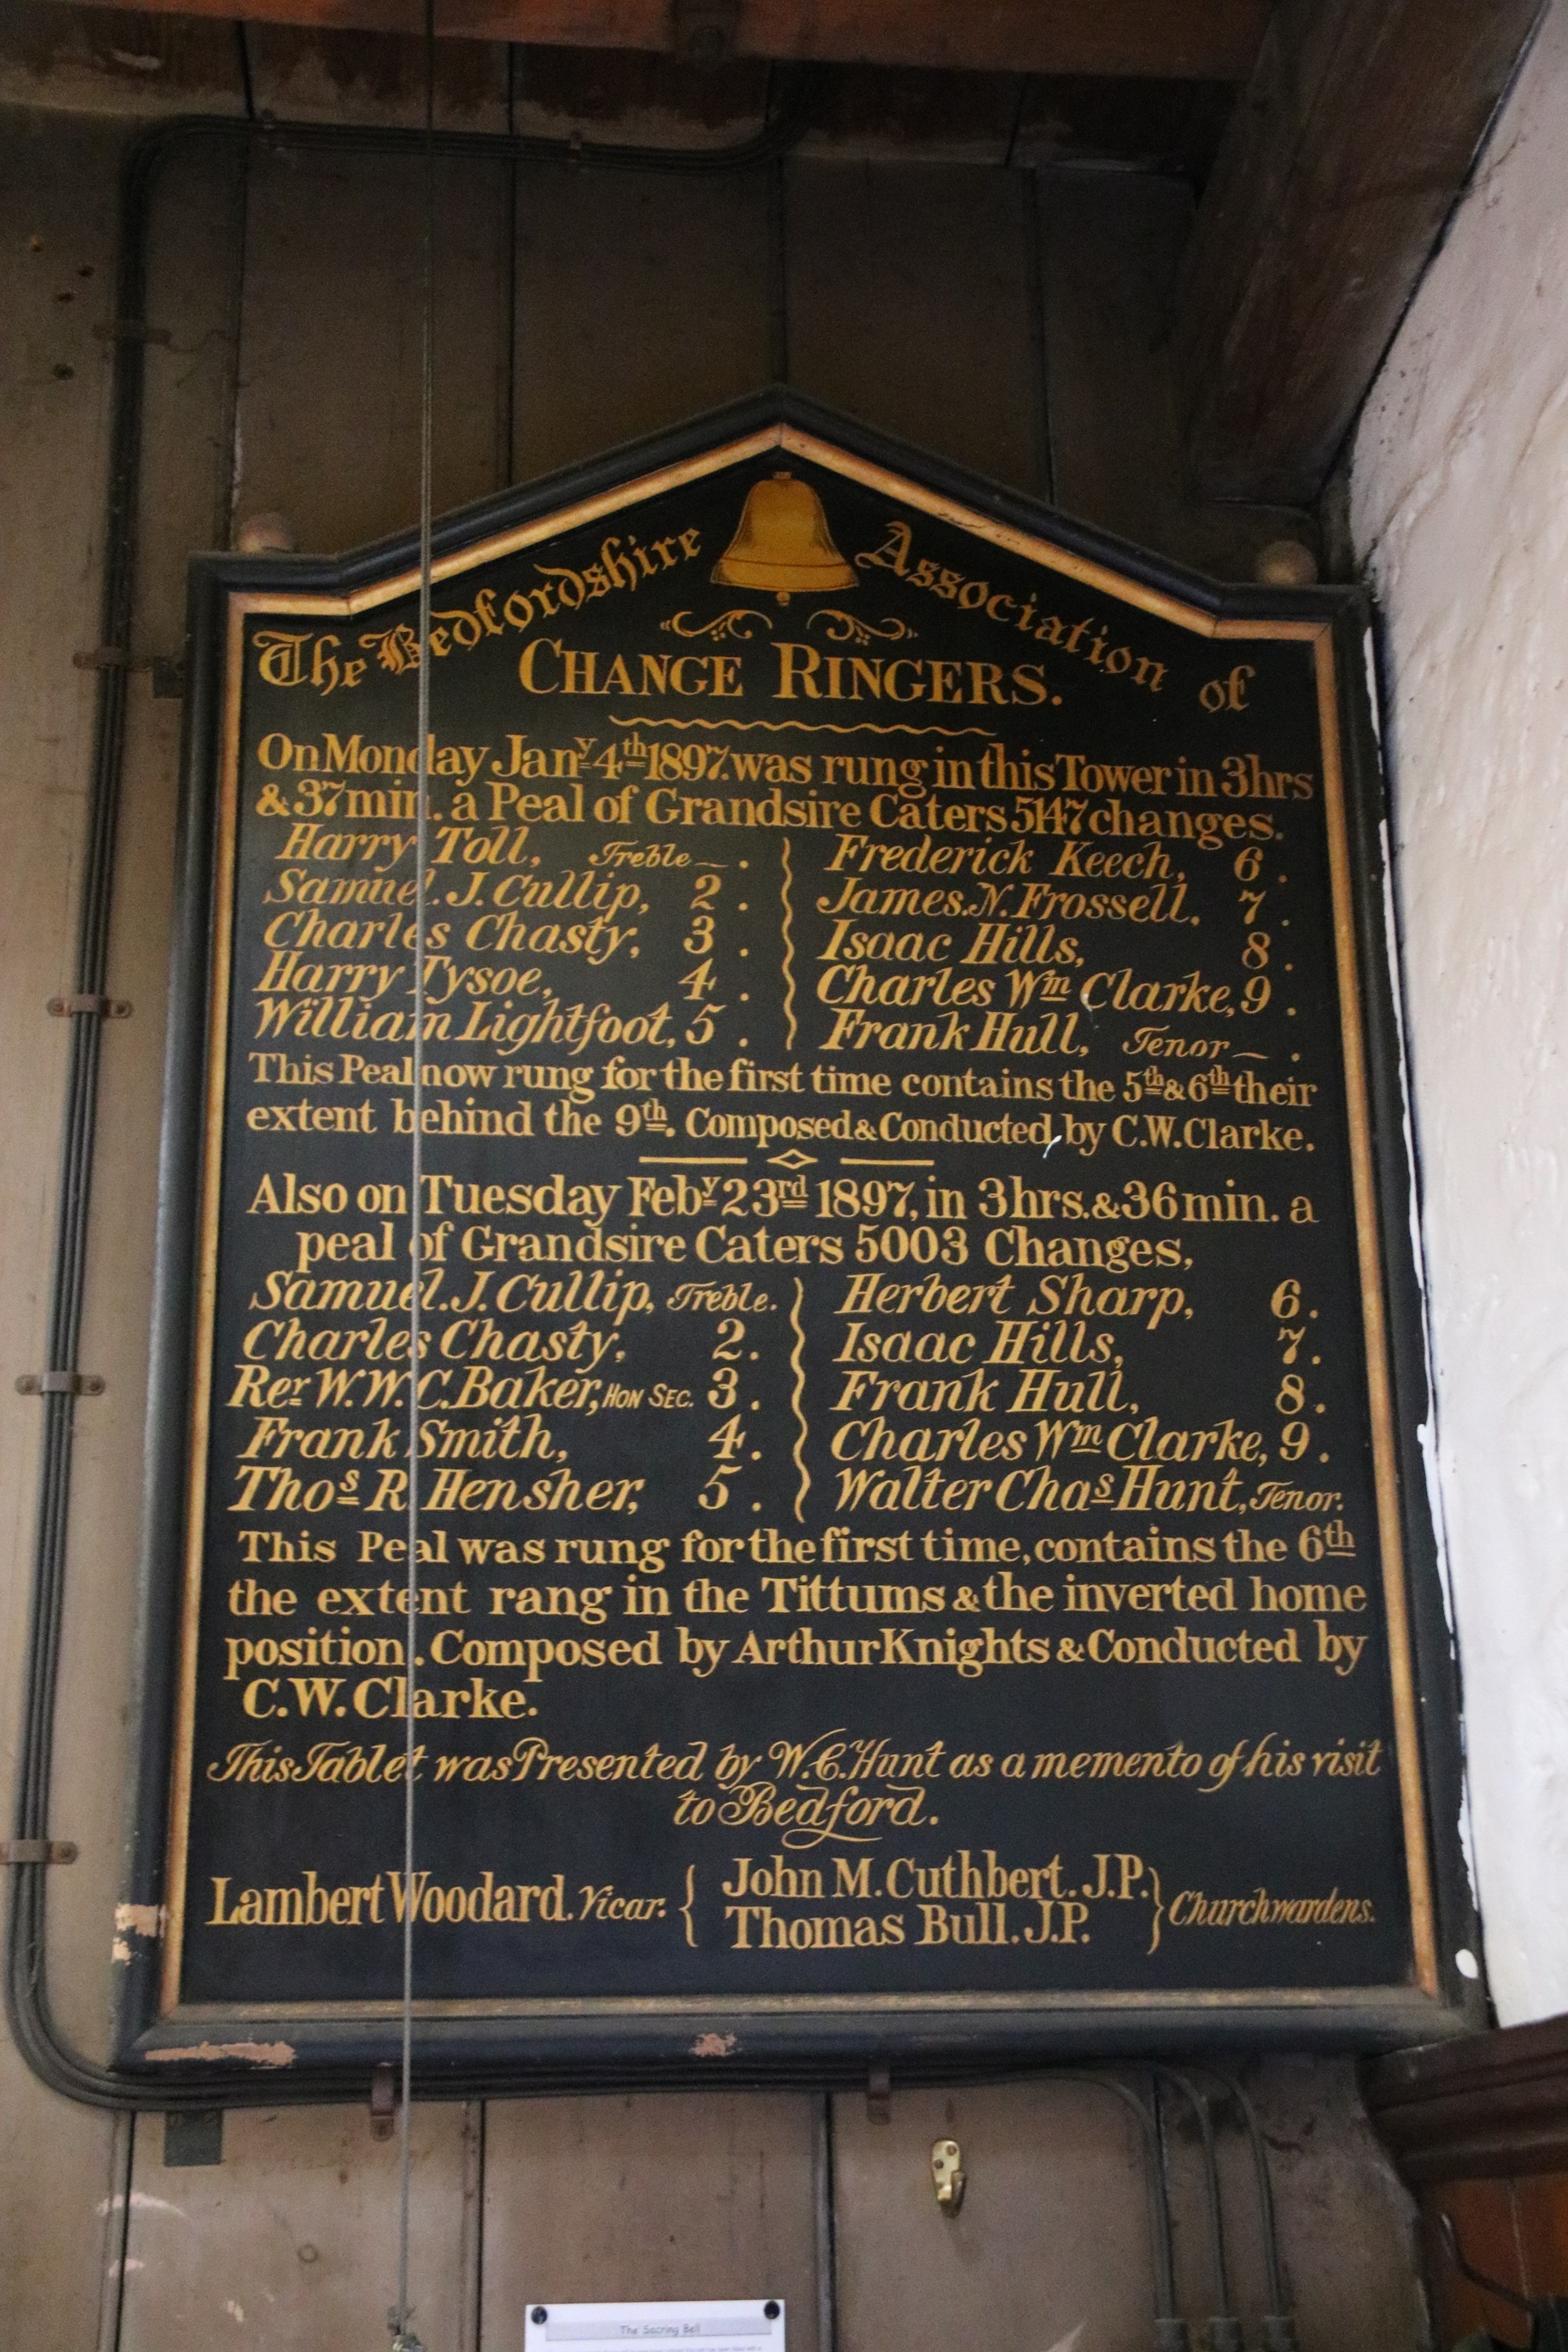 The Bedfordshire Association of
CHANGE RINGERS.
On Monday Jany 4th 1897. was rung in this Tower in 3hrs
& 37 min. a Peal of Grandsire Caters 5147 changes.
Harry Toll, Treble . Frederick Keech, 6 .
Samuel. J. Cullip, 2 . James. N. Frossell, 7 .
Charles Chasty, 3 . Isaac Hills, 8 .
Harry Tysoe, 4 . Charles Wm Clarke, 9 .
William Lightfoot, 5 . Frank Hull, Tenor .
This Peal now rung for the first time contains the 5th & 6th their
extent behind the 9th. Composed & Conducted by C.W. Clarke.
Also on Tuesday Feby 23rd 1897, in 3hrs. & 36 min. a
peal of Grandsire Caters 5003 Changes,
Samuel. J. Cullip, Treble. Herbert Sharp, 6.
Charles Chasty, 2. Isaac Hills, 7.
Rev W.W.C. Baker, HON SEC. 3. Frank Hull, 8.
Frank Smith, 4. Charles Wm Clarke, 9.
Thos R Hensher, 5. Walter Chas Hunt, Tenor.
This Peal was rung for the first time, contains the 6th
the extent rang in the Tittums & the inverted home
position. Composed by Arthur Knights & Conducted by
C.W. Clarke.
This Tablet was Presented by W.C. Hunt as a memento of his visit
to Bedford.
Lambert Woodard. Vicar. { John M. Cuthbert. J.P. } Churchwardens.
Thomas Bull. J.P.
The Sacring Bell